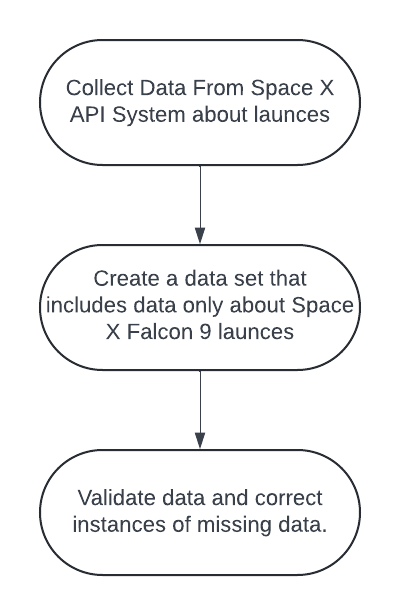 Collect Data From Space X
API System about launces
Create a data set that
includes data only about Space
X Falcon 9 launces
Validate data and correct
instances of missing data.